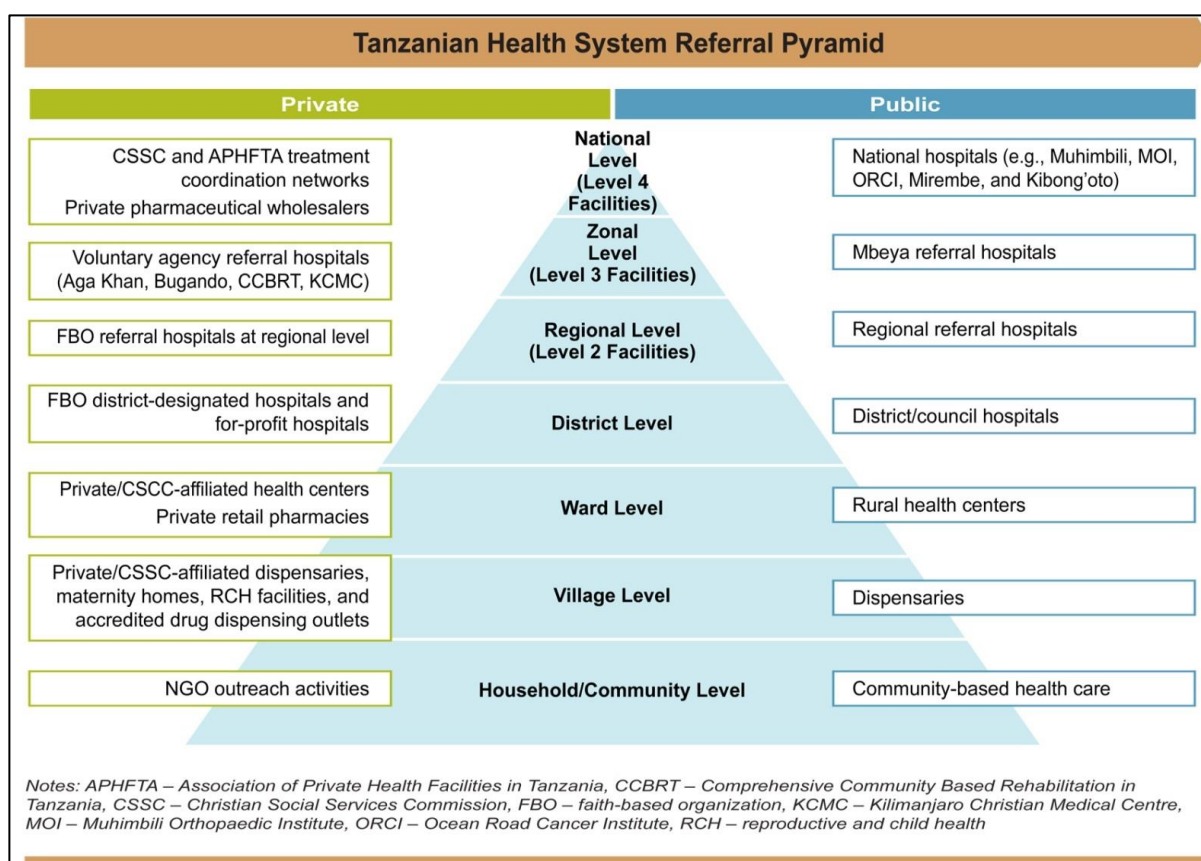 Tanzanian Health System Referral Pyramid
Private
Public
CSSC and APHFTA treatment
coordination networks
Private pharmaceutical wholesalers
National
Level
(Level 4
Facilities)
National hospitals (e.g., Muhimbili, MOI,
ORCI, Mirembe, and Kibong’oto)
Voluntary agency referral hospitals
(Aga Khan, Bugando, CCBRT, KCMC)
Zonal
Level
(Level 3 Facilities)
Mbeya referral hospitals
FBO referral hospitals at regional level
Regional Level
(Level 2 Facilities)
Regional referral hospitals
FBO district-designated hospitals and
for-profit hospitals
District Level
District/council hospitals
Private/CSCC-affiliated health centers
Private retail pharmacies
Ward Level
Rural health centers
Private/CSSC-affiliated dispensaries,
maternity homes, RCH facilities, and
accredited drug dispensing outlets
Village Level
Dispensaries
NGO outreach activities
Household/Community Level
Community-based health care
Notes: APHFTA – Association of Private Health Facilities in Tanzania, CCBRT – Comprehensive Community Based Rehabilitation in
Tanzania, CSSC – Christian Social Services Commission, FBO – faith-based organization, KCMC – Kilimanjaro Christian Medical Centre,
MOI – Muhimbili Orthopaedic Institute, ORCI – Ocean Road Cancer Institute, RCH – reproductive and child health